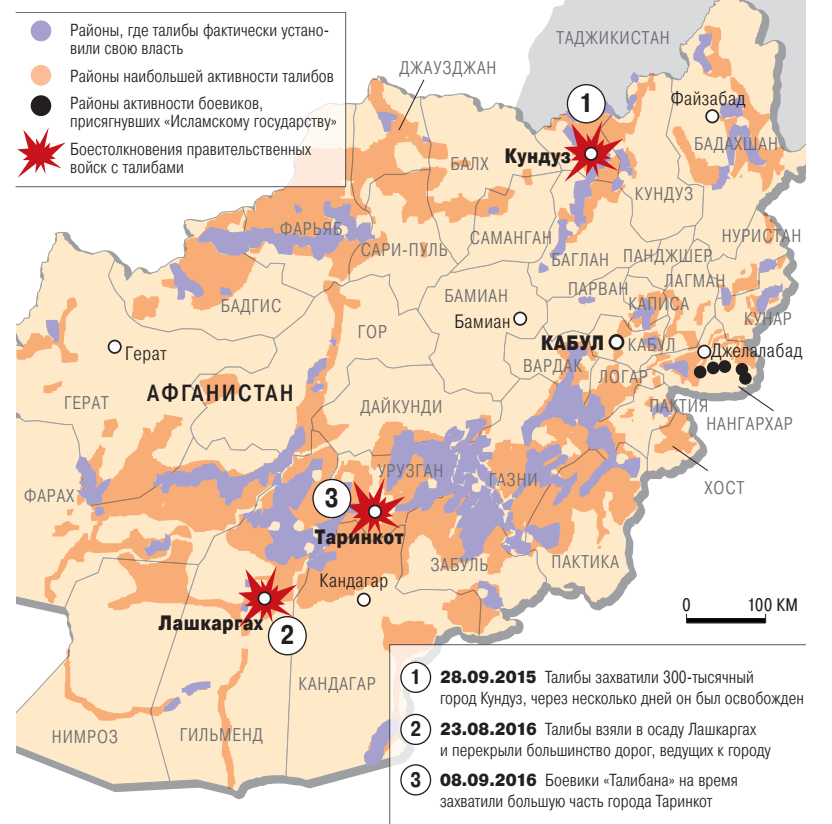 Районы, где талибы фактически устано-
вили свою власть
Районы наибольшей активности талибов
Районы активности боевиков,
присягнувших «Исламскому государству»
Боестолкновения правительственных
войск с талибами
ТАДЖИКИСТАН
ДЖАУЗДЖАН
1
Файзабад
БАДАХШАН
Кундуз
БАЛХ
КУНДУЗ
ФАРЬЯБ
САРИ-ПУЛЬ
САМАНГАН
НУРИСТАН
БАГЛАН
ПАНДЖШЕР
ЛАГМАН
ПАРВАН
БАДГИС
БАМИАН
КАПИСА
КУНАР
Бамиан
ГОР
КАБУЛ
КАБУЛ
Джелалабад
Герат
ВАРДАК
ЛОГАР
АФГАНИСТАН
ГЕРАТ
ДАЙКУНДИ
ПАКТИЯ
НАНГАРХАР
УРУЗГАН
ГАЗНИ
ХОСТ
ФАРАХ
3
Таринкот
ЗАБУЛЬ
ПАКТИКА
Кандагар
0 100 КМ
Лашкаргах
2
КАНДАГАР
НИМРОЗ
ГИЛЬМЕНД
1 28.09.2015 Талибы захватили 300-тысячный
город Кундуз, через несколько дней он был освобожден
2 23.08.2016 Талибы взяли в осаду Лашкаргах
и перекрыли большинство дорог, ведущих к городу
3 08.09.2016 Боевики «Талибана» на время
захватили большую часть города Таринкот